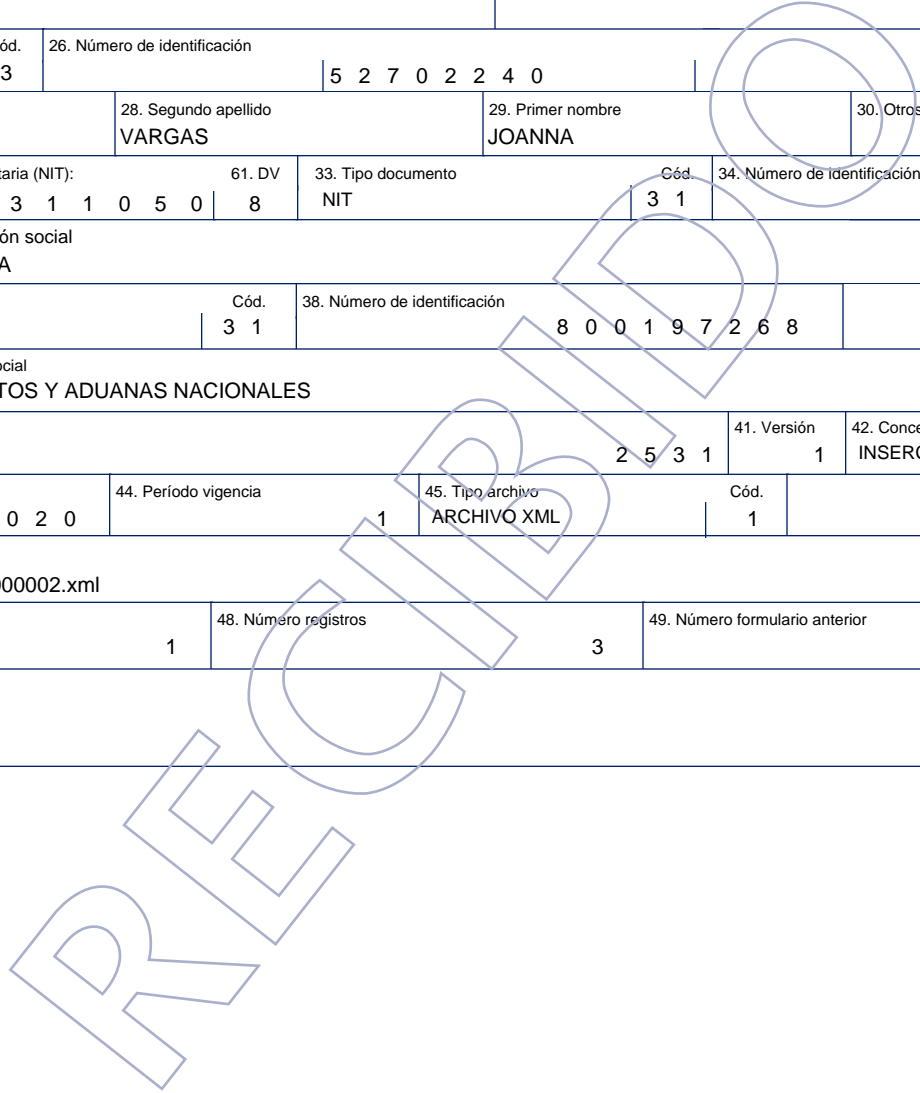 ód. 26. Número de identificación
3 5 2 7 0 2 2 4 0
28. Segundo apellido 29. Primer nombre 30. Otros
VARGAS JOANNA
taria (NIT): 61. DV 33. Tipo documento Cód. 34. Número de identificación
3 1 1 0 5 0 8 NIT 3 1
ón social
A
Cód. 38. Número de identificación
3 1 8 0 0 1 9 7 2 6 8
ocial
TOS Y ADUANAS NACIONALES
41. Versión 42. Conce
2 5 3 1 1 INSERC
44. Período vigencia 45. Tipo archivo Cód.
0 2 0 1 ARCHIVO XML 1
000002.xml
48. Número registros 49. Número formulario anterior
1 3
RECIBIDO